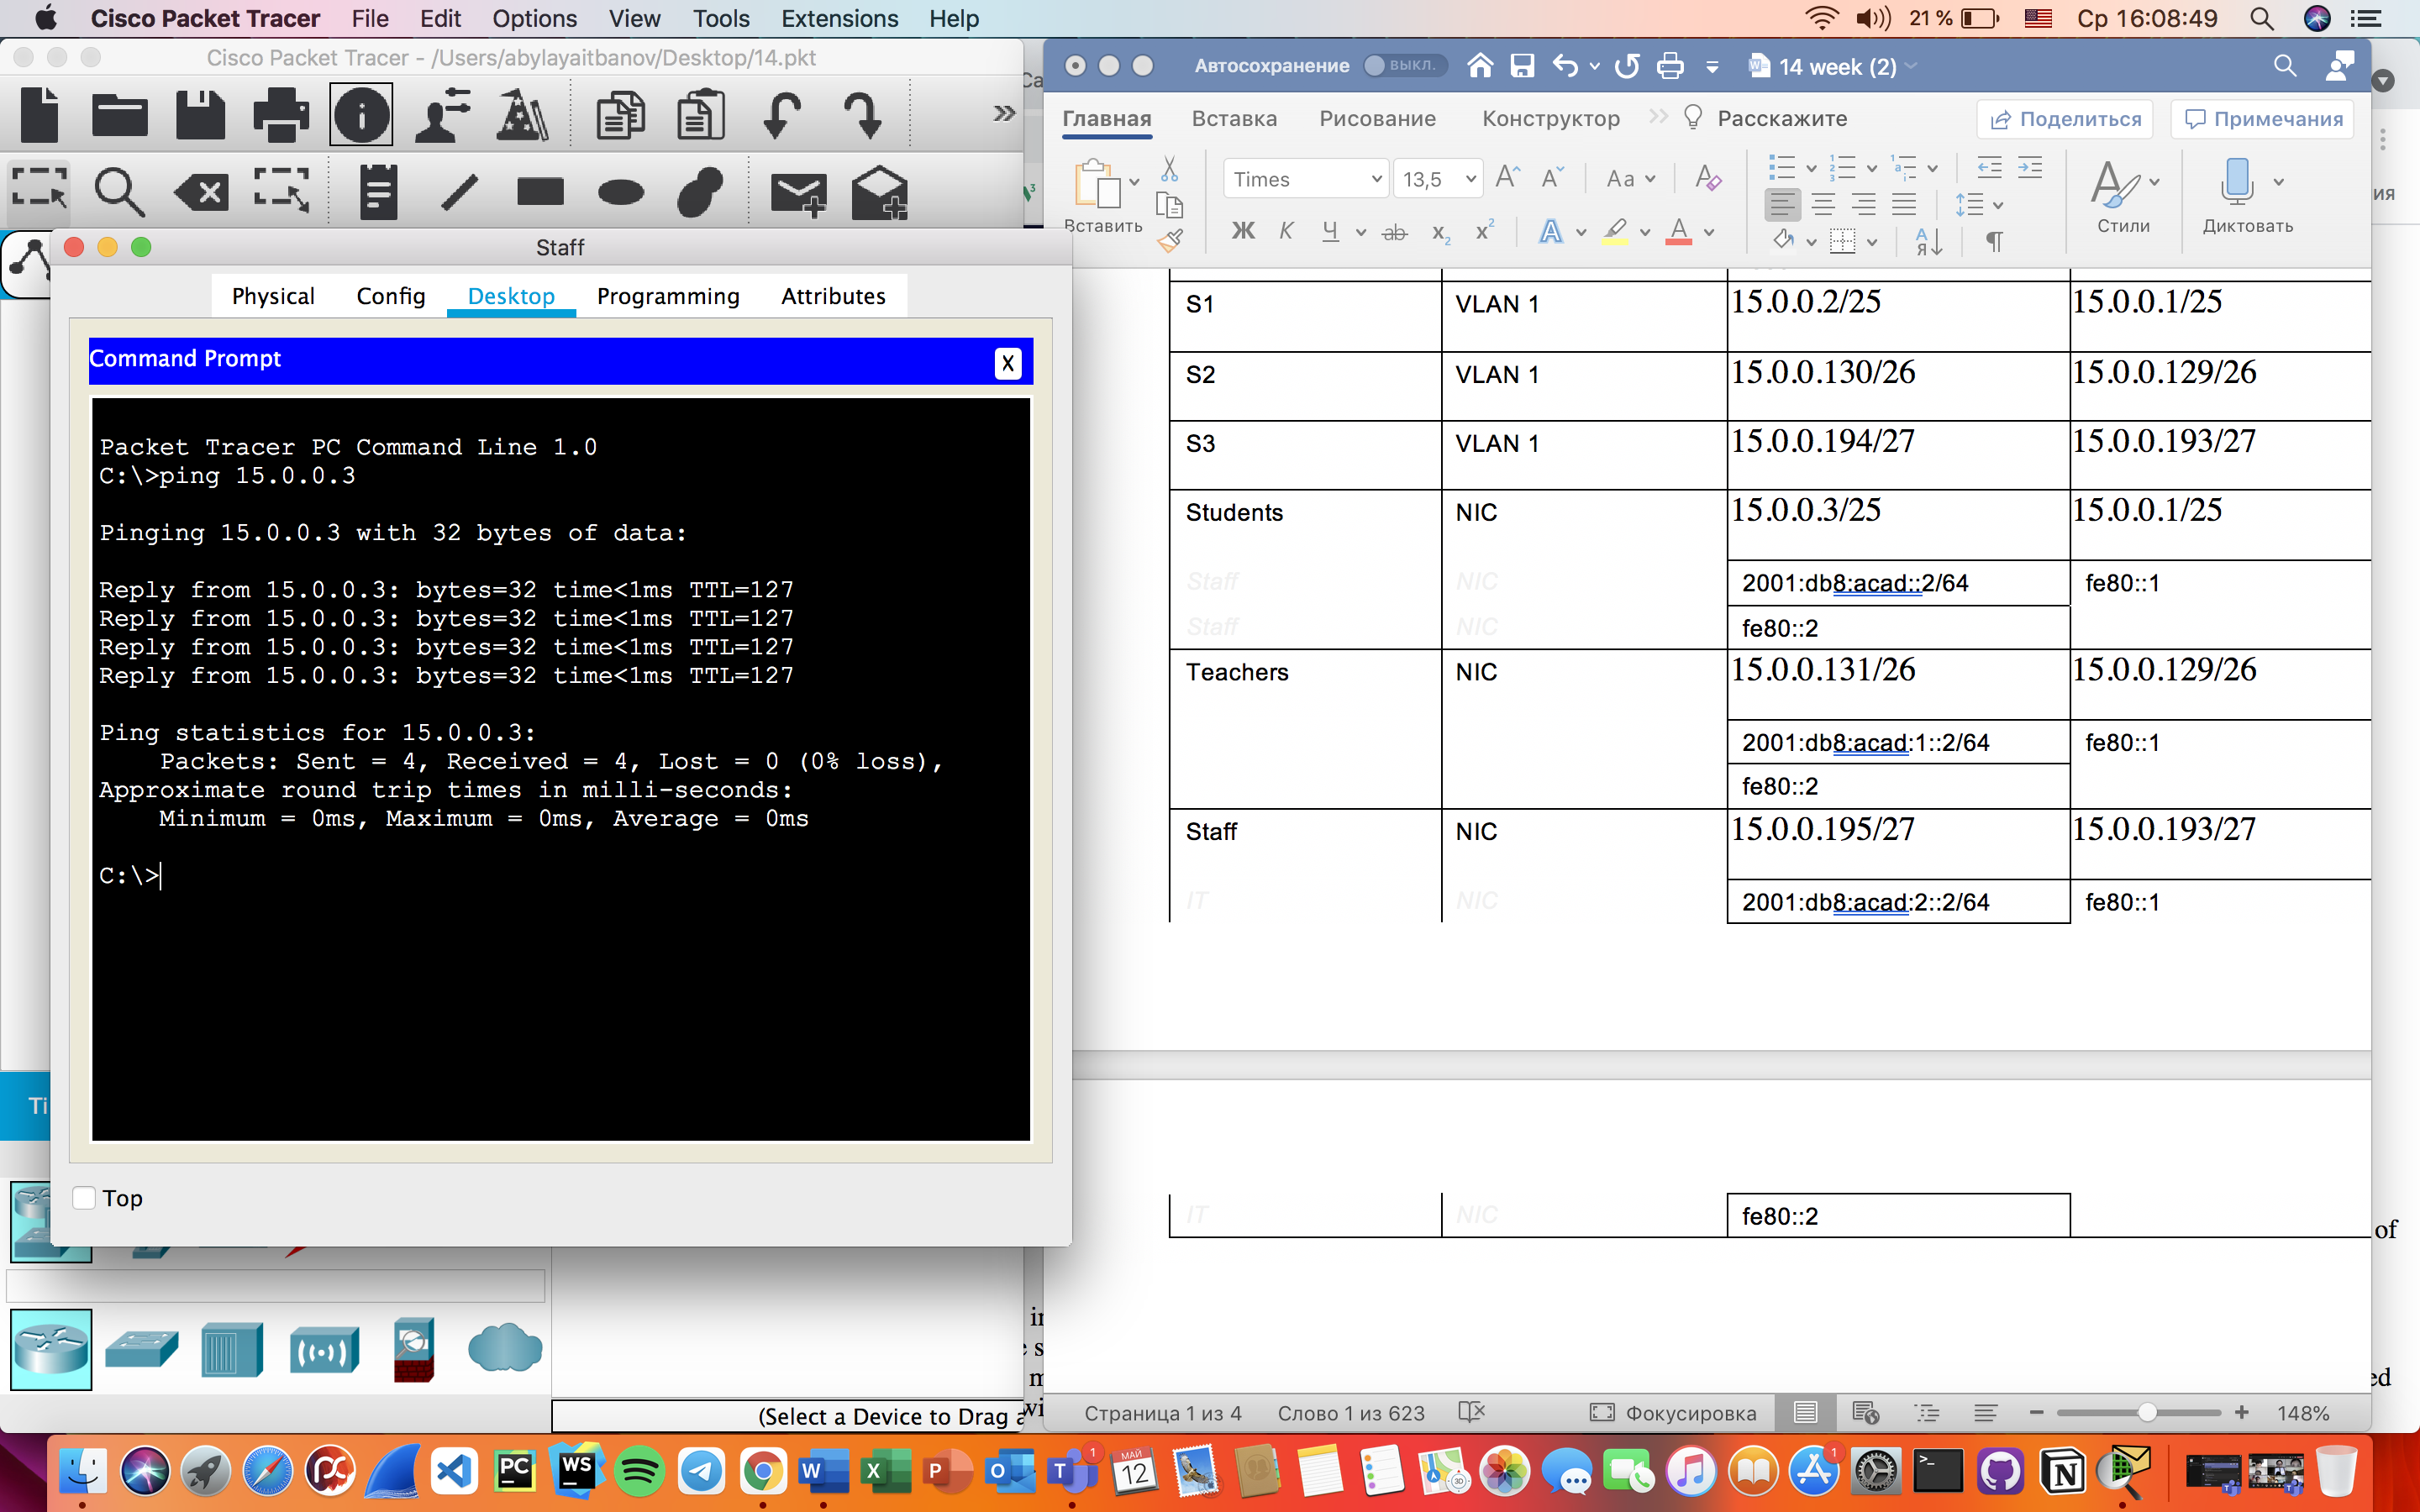 Cisco Packet Tracer File Edit Options View Tools Extensions Help
21 % Ср 16:08:49
Cisco Packet Tracer - /Users/abylayaitbanov/Desktop/14.pkt
Автосохранение ВЫКЛ. 14 week (2)
Главная Вставка Рисование Конструктор Расскажите Поделиться Примечания
Вставить Times 13,5 Стили Диктовать
Ж К Ч ab x₂ x²
ия
Staff
Physical Config Desktop Programming Attributes
Command Prompt X
Packet Tracer PC Command Line 1.0
C:\>ping 15.0.0.3
Pinging 15.0.0.3 with 32 bytes of data:
Reply from 15.0.0.3: bytes=32 time<1ms TTL=127
Reply from 15.0.0.3: bytes=32 time<1ms TTL=127
Reply from 15.0.0.3: bytes=32 time<1ms TTL=127
Reply from 15.0.0.3: bytes=32 time<1ms TTL=127
Ping statistics for 15.0.0.3:
Packets: Sent = 4, Received = 4, Lost = 0 (0% loss),
Approximate round trip times in milli-seconds:
Minimum = 0ms, Maximum = 0ms, Average = 0ms
C:\>
Top
Ti
(Select a Device to Drag a
S1 VLAN 1 15.0.0.2/25 15.0.0.1/25
S2 VLAN 1 15.0.0.130/26 15.0.0.129/26
S3 VLAN 1 15.0.0.194/27 15.0.0.193/27
Students NIC 15.0.0.3/25 15.0.0.1/25
Staff NIC 2001:db8:acad::2/64 fe80::1
Staff NIC fe80::2
Teachers NIC 15.0.0.131/26 15.0.0.129/26
2001:db8:acad:1::2/64 fe80::1
fe80::2
Staff NIC 15.0.0.195/27 15.0.0.193/27
IT NIC 2001:db8:acad:2::2/64 fe80::1
IT NIC fe80::2
of
ed
Страница 1 из 4 Слово 1 из 623 Фокусировка 148%
PC WS W X P O T 1 МАЙ 12 1 N